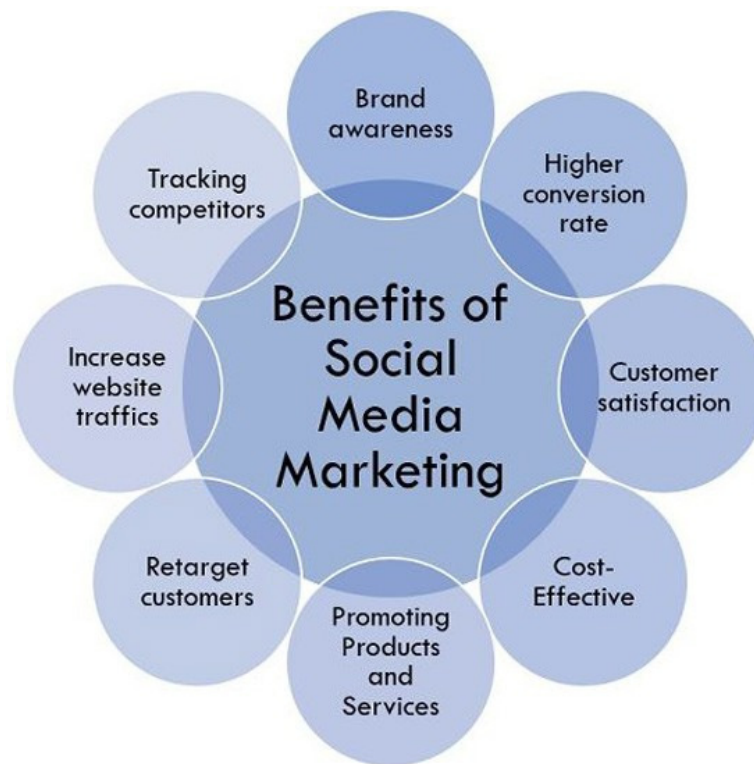 Benefits of
Social
Media
Marketing
Brand
awareness
Higher
conversion
rate
Customer
satisfaction
Cost-
Effective
Promoting
Products
and
Services
Retarget
customers
Increase
website
traffics
Tracking
competitors